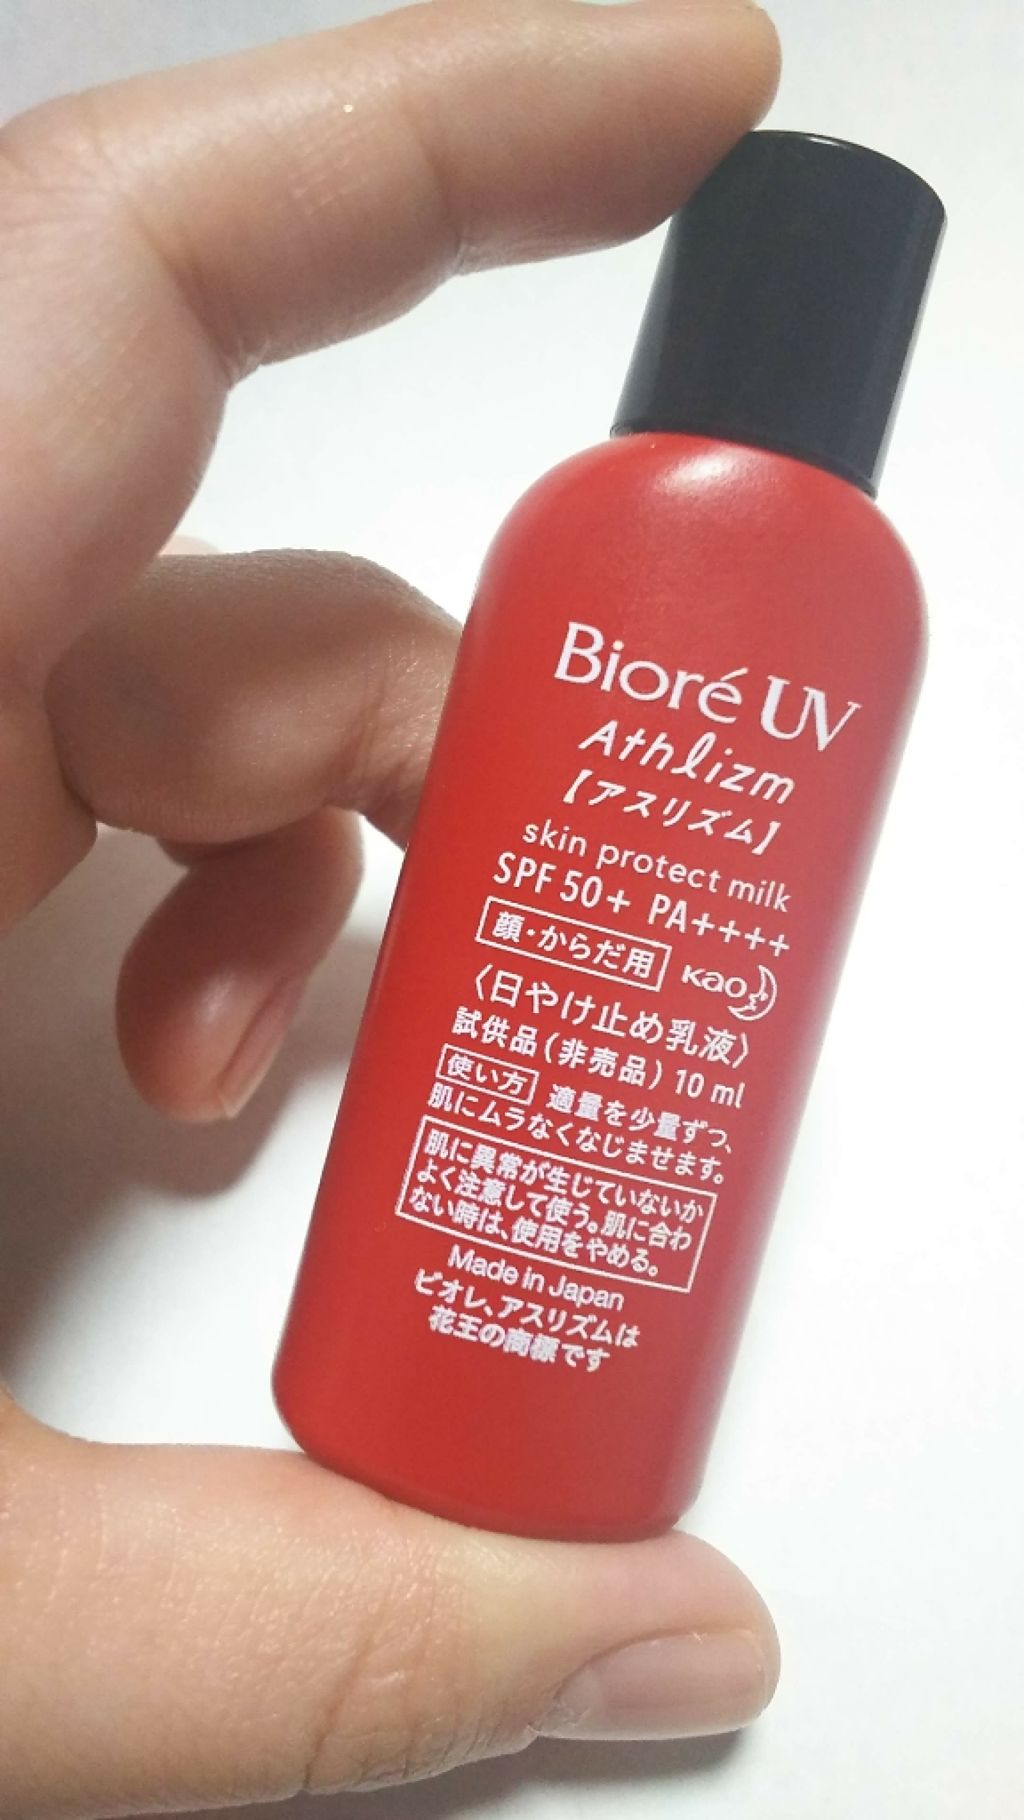 Bioré UV
Athlizm
【アスリズム】
skin protect milk
SPF 50+ PA++++
顔・からだ用 Kao
〈日やけ止め乳液〉
試供品(非売品) 10 ml
使い方 適量を少量ずつ、
肌にムラなくなじませます。
肌に異常が生じていないか
よく注意して使う。肌に合わ
ない時は、使用をやめる。
Made in Japan
ビオレ、アスリズムは
花王の商標です